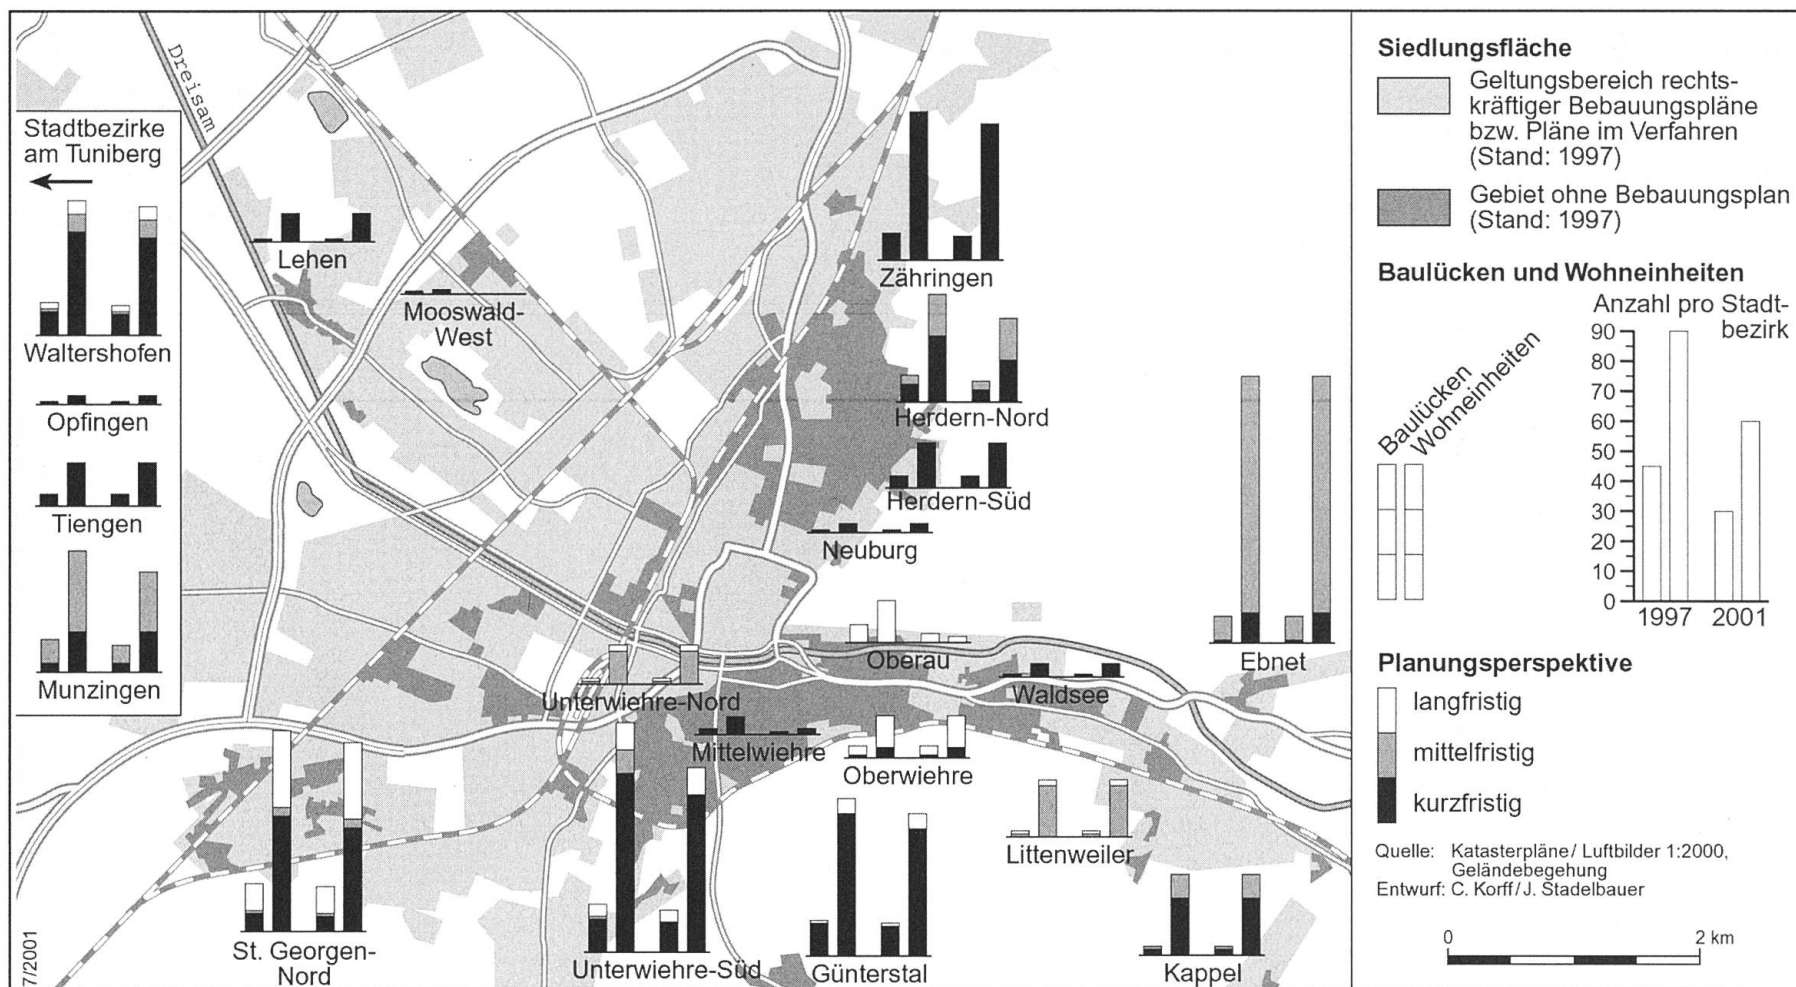 Dreisam
Stadtbezirke
am Tuniberg
Waltershofen
Opfingen
Tiengen
Munzingen
Lehen
Mooswald-
West
Zähringen
Herdern-Nord
Herdern-Süd
Neuburg
Oberau
Waldsee
Ebnet
Unterwiehre-Nord
Mittelwiehre
Oberwiehre
Littenweiler
St. Georgen-
Nord
Unterwiehre-Süd
Günterstal
Kappel
7/2001
Siedlungsfläche
Geltungsbereich rechts-
kräftiger Bebauungspläne
bzw. Pläne im Verfahren
(Stand: 1997)
Gebiet ohne Bebauungsplan
(Stand: 1997)
Baulücken und Wohneinheiten
Anzahl pro Stadt-
bezirk
Baulücken
Wohneinheiten
90
80
70
60
50
40
30
20
10
0
1997 2001
Planungsperspektive
langfristig
mittelfristig
kurzfristig
Quelle: Katasterpläne/ Luftbilder 1:2000,
Geländebegehung
Entwurf: C. Korff/J. Stadelbauer
0 2 km